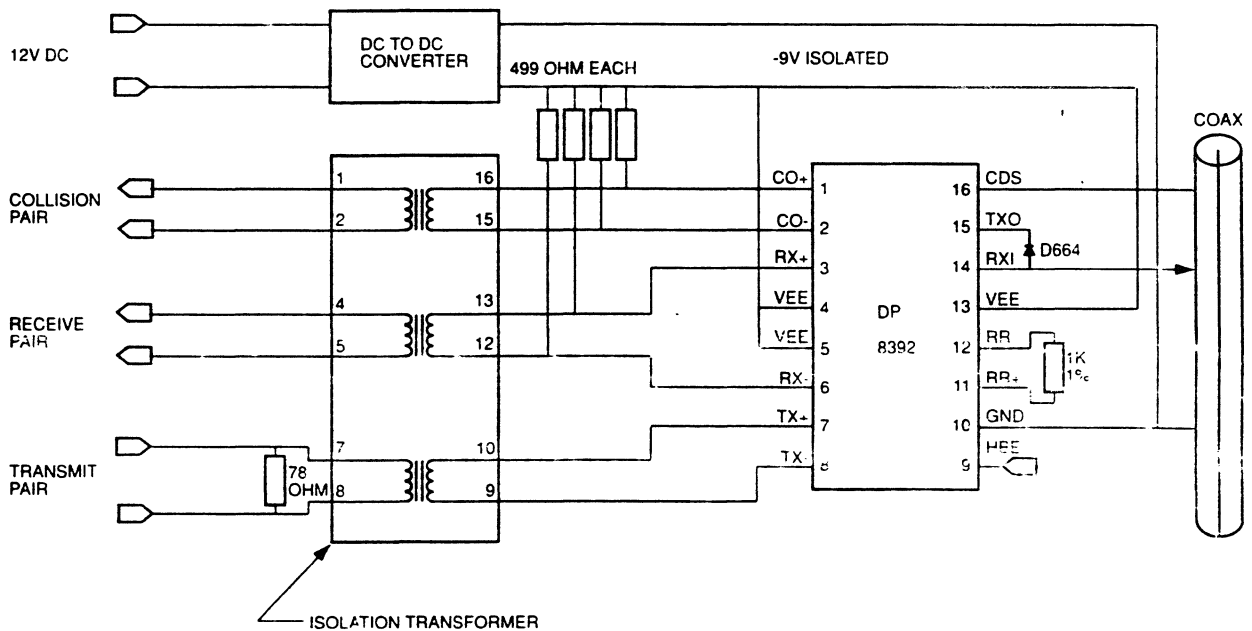 12V DC
DC TO DC
CONVERTER
499 OHM EACH
-9V ISOLATED
COAX
COLLISION
PAIR
1
2
16
15
CO+
CO-
1
2
16
15
CDS
TXO
D664
RX+
3
14
RXI
RECEIVE
PAIR
4
5
13
12
VEE
4
VEE
5
RX-
6
DP
8392
13
VEE
12
RR
11
RR+
1K
1%
TRANSMIT
PAIR
78
OHM
7
8
10
9
TX+
7
TX-
8
10
GND
9
HBE
ISOLATION TRANSFORMER